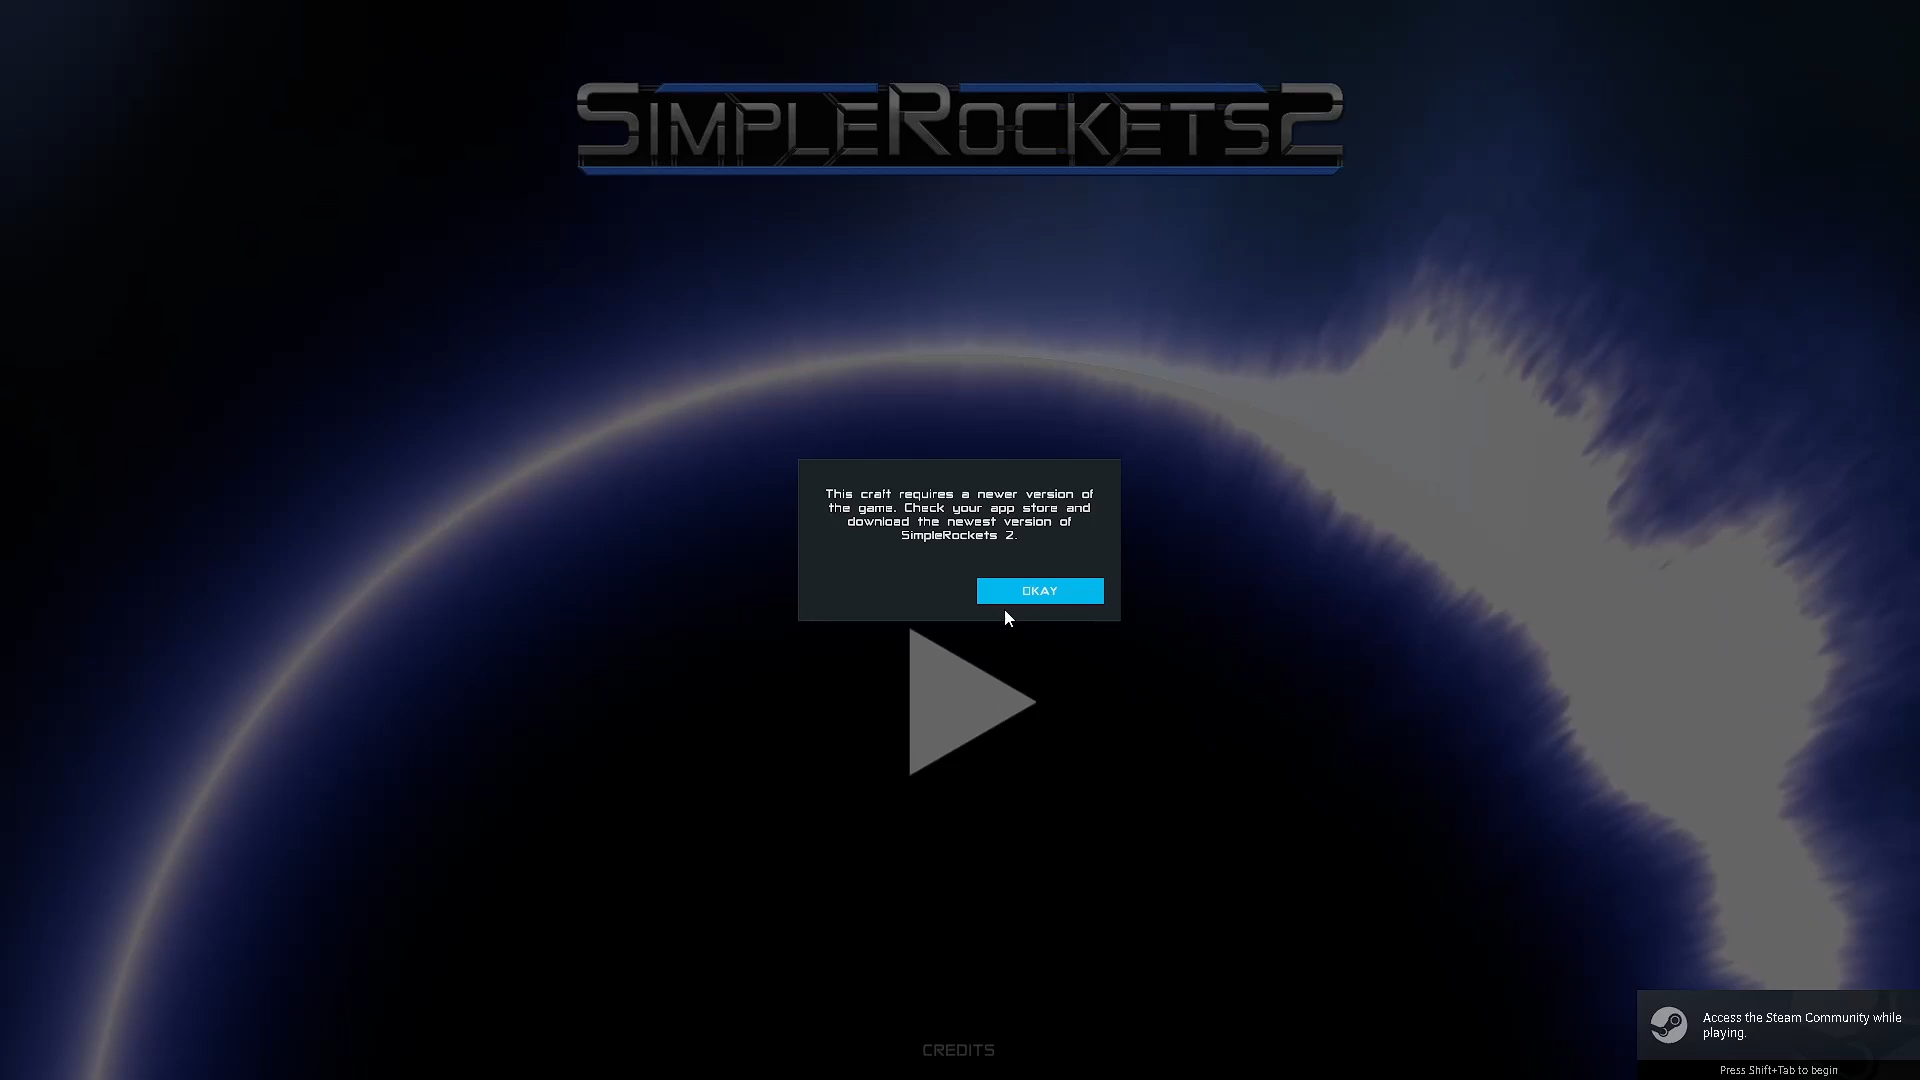 SIMPLEROCKETS2
This craft requires a newer version of
the game. Check your app store and
download the newest version of
SimpleRockets 2.
OKAY
CREDITS
Access the Steam Community while
playing.
Press Shift+Tab to begin